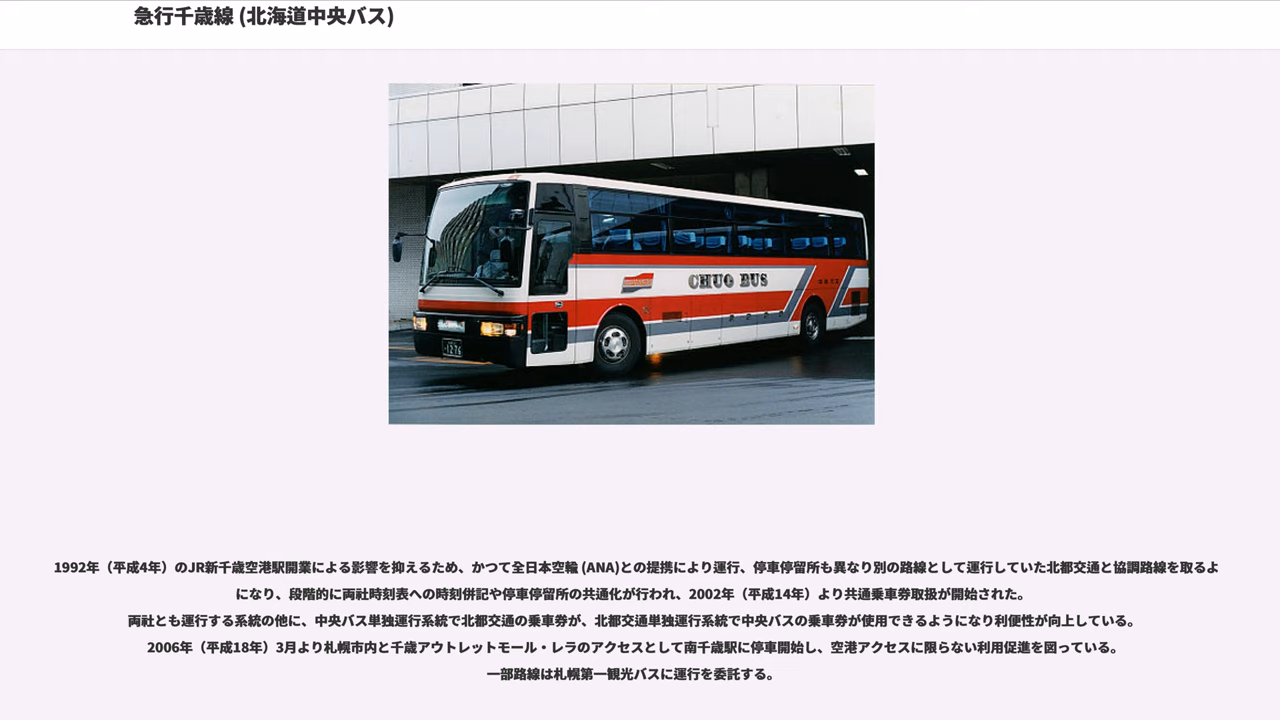 急行千歳線 (北海道中央バス)
CHUO BUS
中央バス
-1276
1992年（平成4年）のJR新千歳空港駅開業による影響を抑えるため、かつて全日本空輸 (ANA)との提携により運行、停車停留所も異なり別の路線として運行していた北都交通と協調路線を取るよ
になり、段階的に両社時刻表への時刻併記や停車停留所の共通化が行われ、2002年（平成14年）より共通乗車券取扱が開始された。
両社とも運行する系統の他に、中央バス単独運行系統で北都交通の乗車券が、北都交通単独運行系統で中央バスの乗車券が使用できるようになり利便性が向上している。
2006年（平成18年）3月より札幌市内と千歳アウトレットモール・レラのアクセスとして南千歳駅に停車開始し、空港アクセスに限らない利用促進を図っている。
一部路線は札幌第一観光バスに運行を委託する。